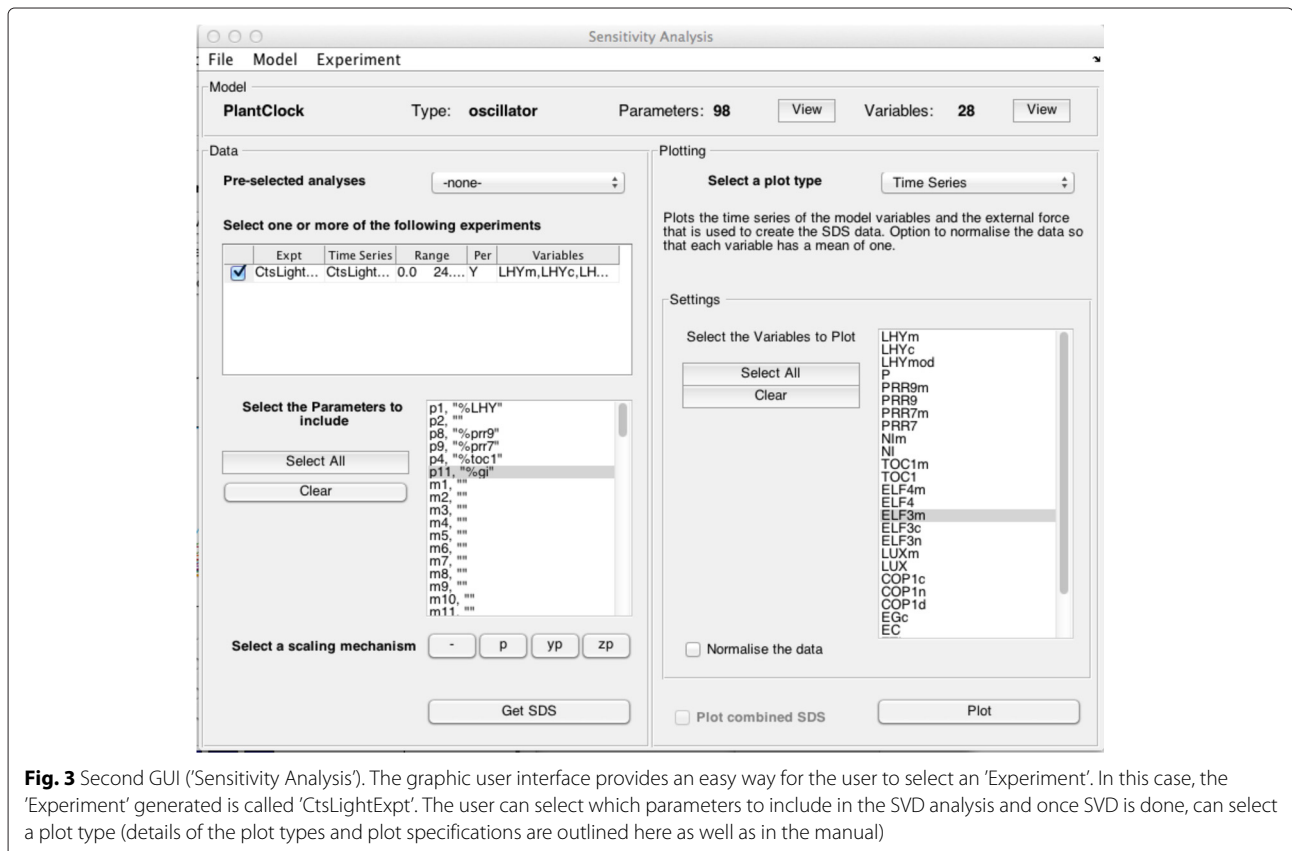 Sensitivity Analysis
File Model Experiment
Model
PlantClock Type: oscillator Parameters: 98 View Variables: 28 View
Data
Pre-selected analyses -none-
Select one or more of the following experiments
Expt Time Series Range Per Variables
CtsLight... CtsLight... 0.0 24.... Y LHYm,LHYc,LH...
Select the Parameters to
include
Select All
Clear
p1, "%LHY"
p2, ""
p8, "%prr9"
p9, "%prr7"
p4, "%toc1"
p11, "%gi"
m1, ""
m2, ""
m3, ""
m4, ""
m5, ""
m6, ""
m7, ""
m8, ""
m9, ""
m10, ""
m11, ""
Select a scaling mechanism - p yp zp
Get SDS
Plotting
Select a plot type Time Series
Plots the time series of the model variables and the external force
that is used to create the SDS data. Option to normalise the data so
that each variable has a mean of one.
Settings
Select the Variables to Plot
Select All
Clear
LHYm
LHYc
LHYmod
P
PRR9m
PRR9
PRR7m
PRR7
NIm
NI
TOC1m
TOC1
ELF4m
ELF4
ELF3m
ELF3c
ELF3n
LUXm
LUX
COP1c
COP1n
COP1d
EGc
EC
Normalise the data
Plot combined SDS Plot
Fig. 3 Second GUI ('Sensitivity Analysis'). The graphic user interface provides an easy way for the user to select an 'Experiment'. In this case, the
'Experiment' generated is called 'CtsLightExpt'. The user can select which parameters to include in the SVD analysis and once SVD is done, can select
a plot type (details of the plot types and plot specifications are outlined here as well as in the manual)